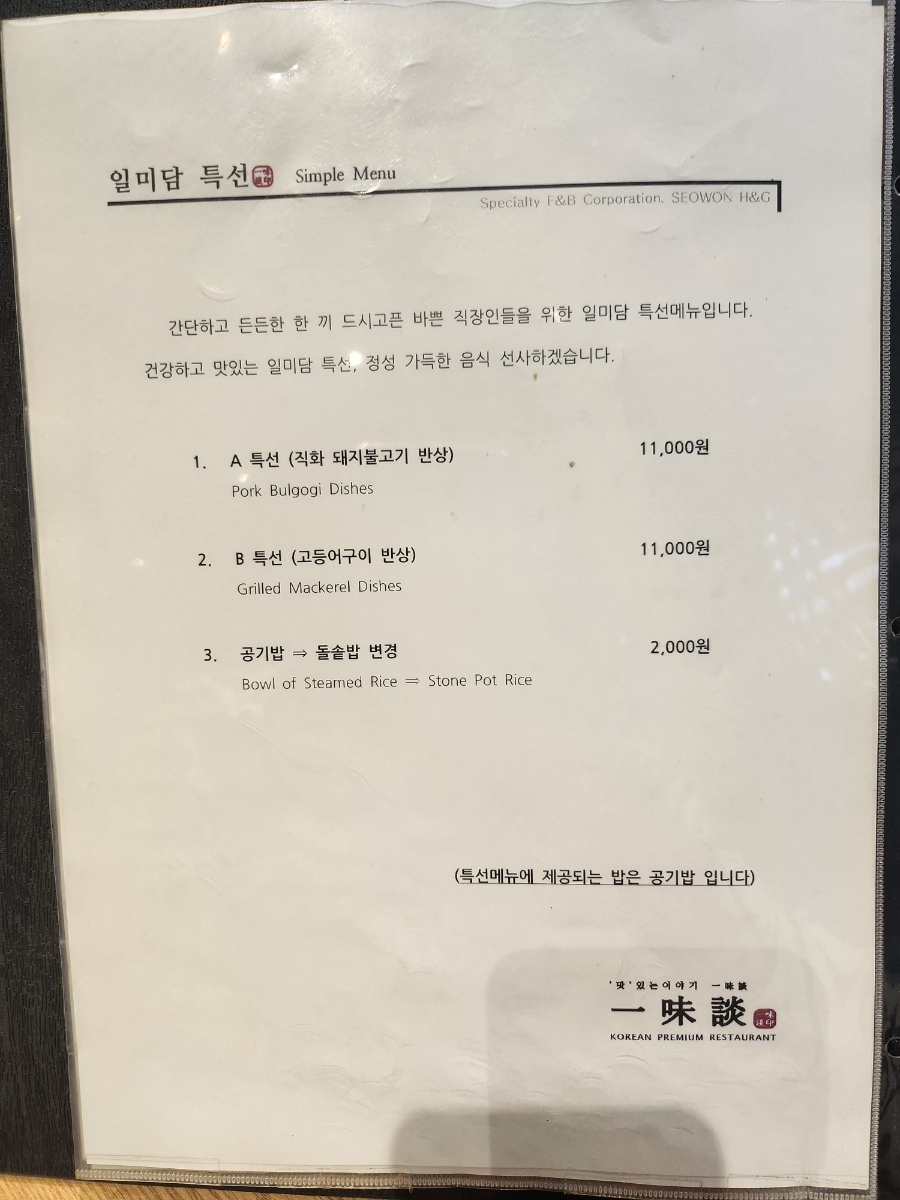 일미담 특선 一味談印 Simple Menu
Specialty F&B Corporation. SEOWON H&G
간단하고 든든한 한 끼 드시고픈 바쁜 직장인들을 위한 일미담 특선메뉴입니다.
건강하고 맛있는 일미담 특선, 정성 가득한 음식 선사하겠습니다.
1. A 특선 (직화 돼지불고기 반상) 11,000원
Pork Bulgogi Dishes
2. B 특선 (고등어구이 반상) 11,000원
Grilled Mackerel Dishes
3. 공기밥 ⇒ 돌솥밥 변경 2,000원
Bowl of Steamed Rice ⇒ Stone Pot Rice
(특선메뉴에 제공되는 밥은 공기밥 입니다)
'맛'있는이야기 一味談
一味談 一味談印
KOREAN PREMIUM RESTAURANT